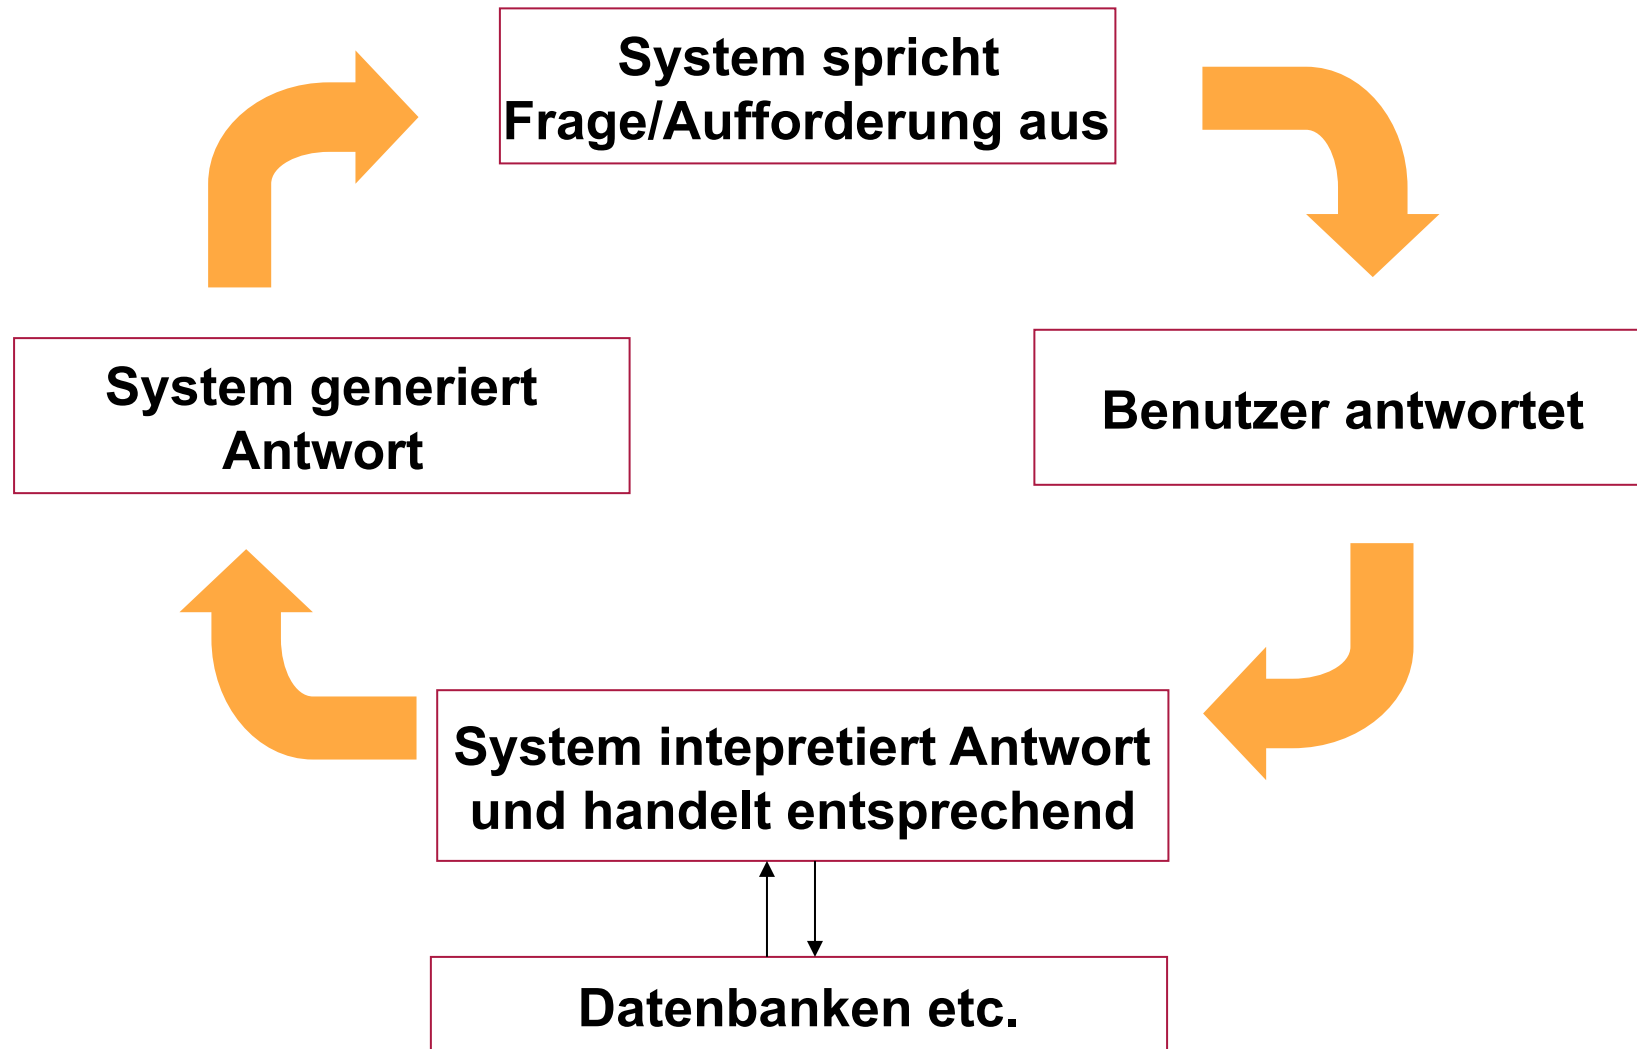 System spricht
Frage/Aufforderung aus
System generiert
Antwort
Benutzer antwortet
System intepretiert Antwort
und handelt entsprechend
Datenbanken etc.